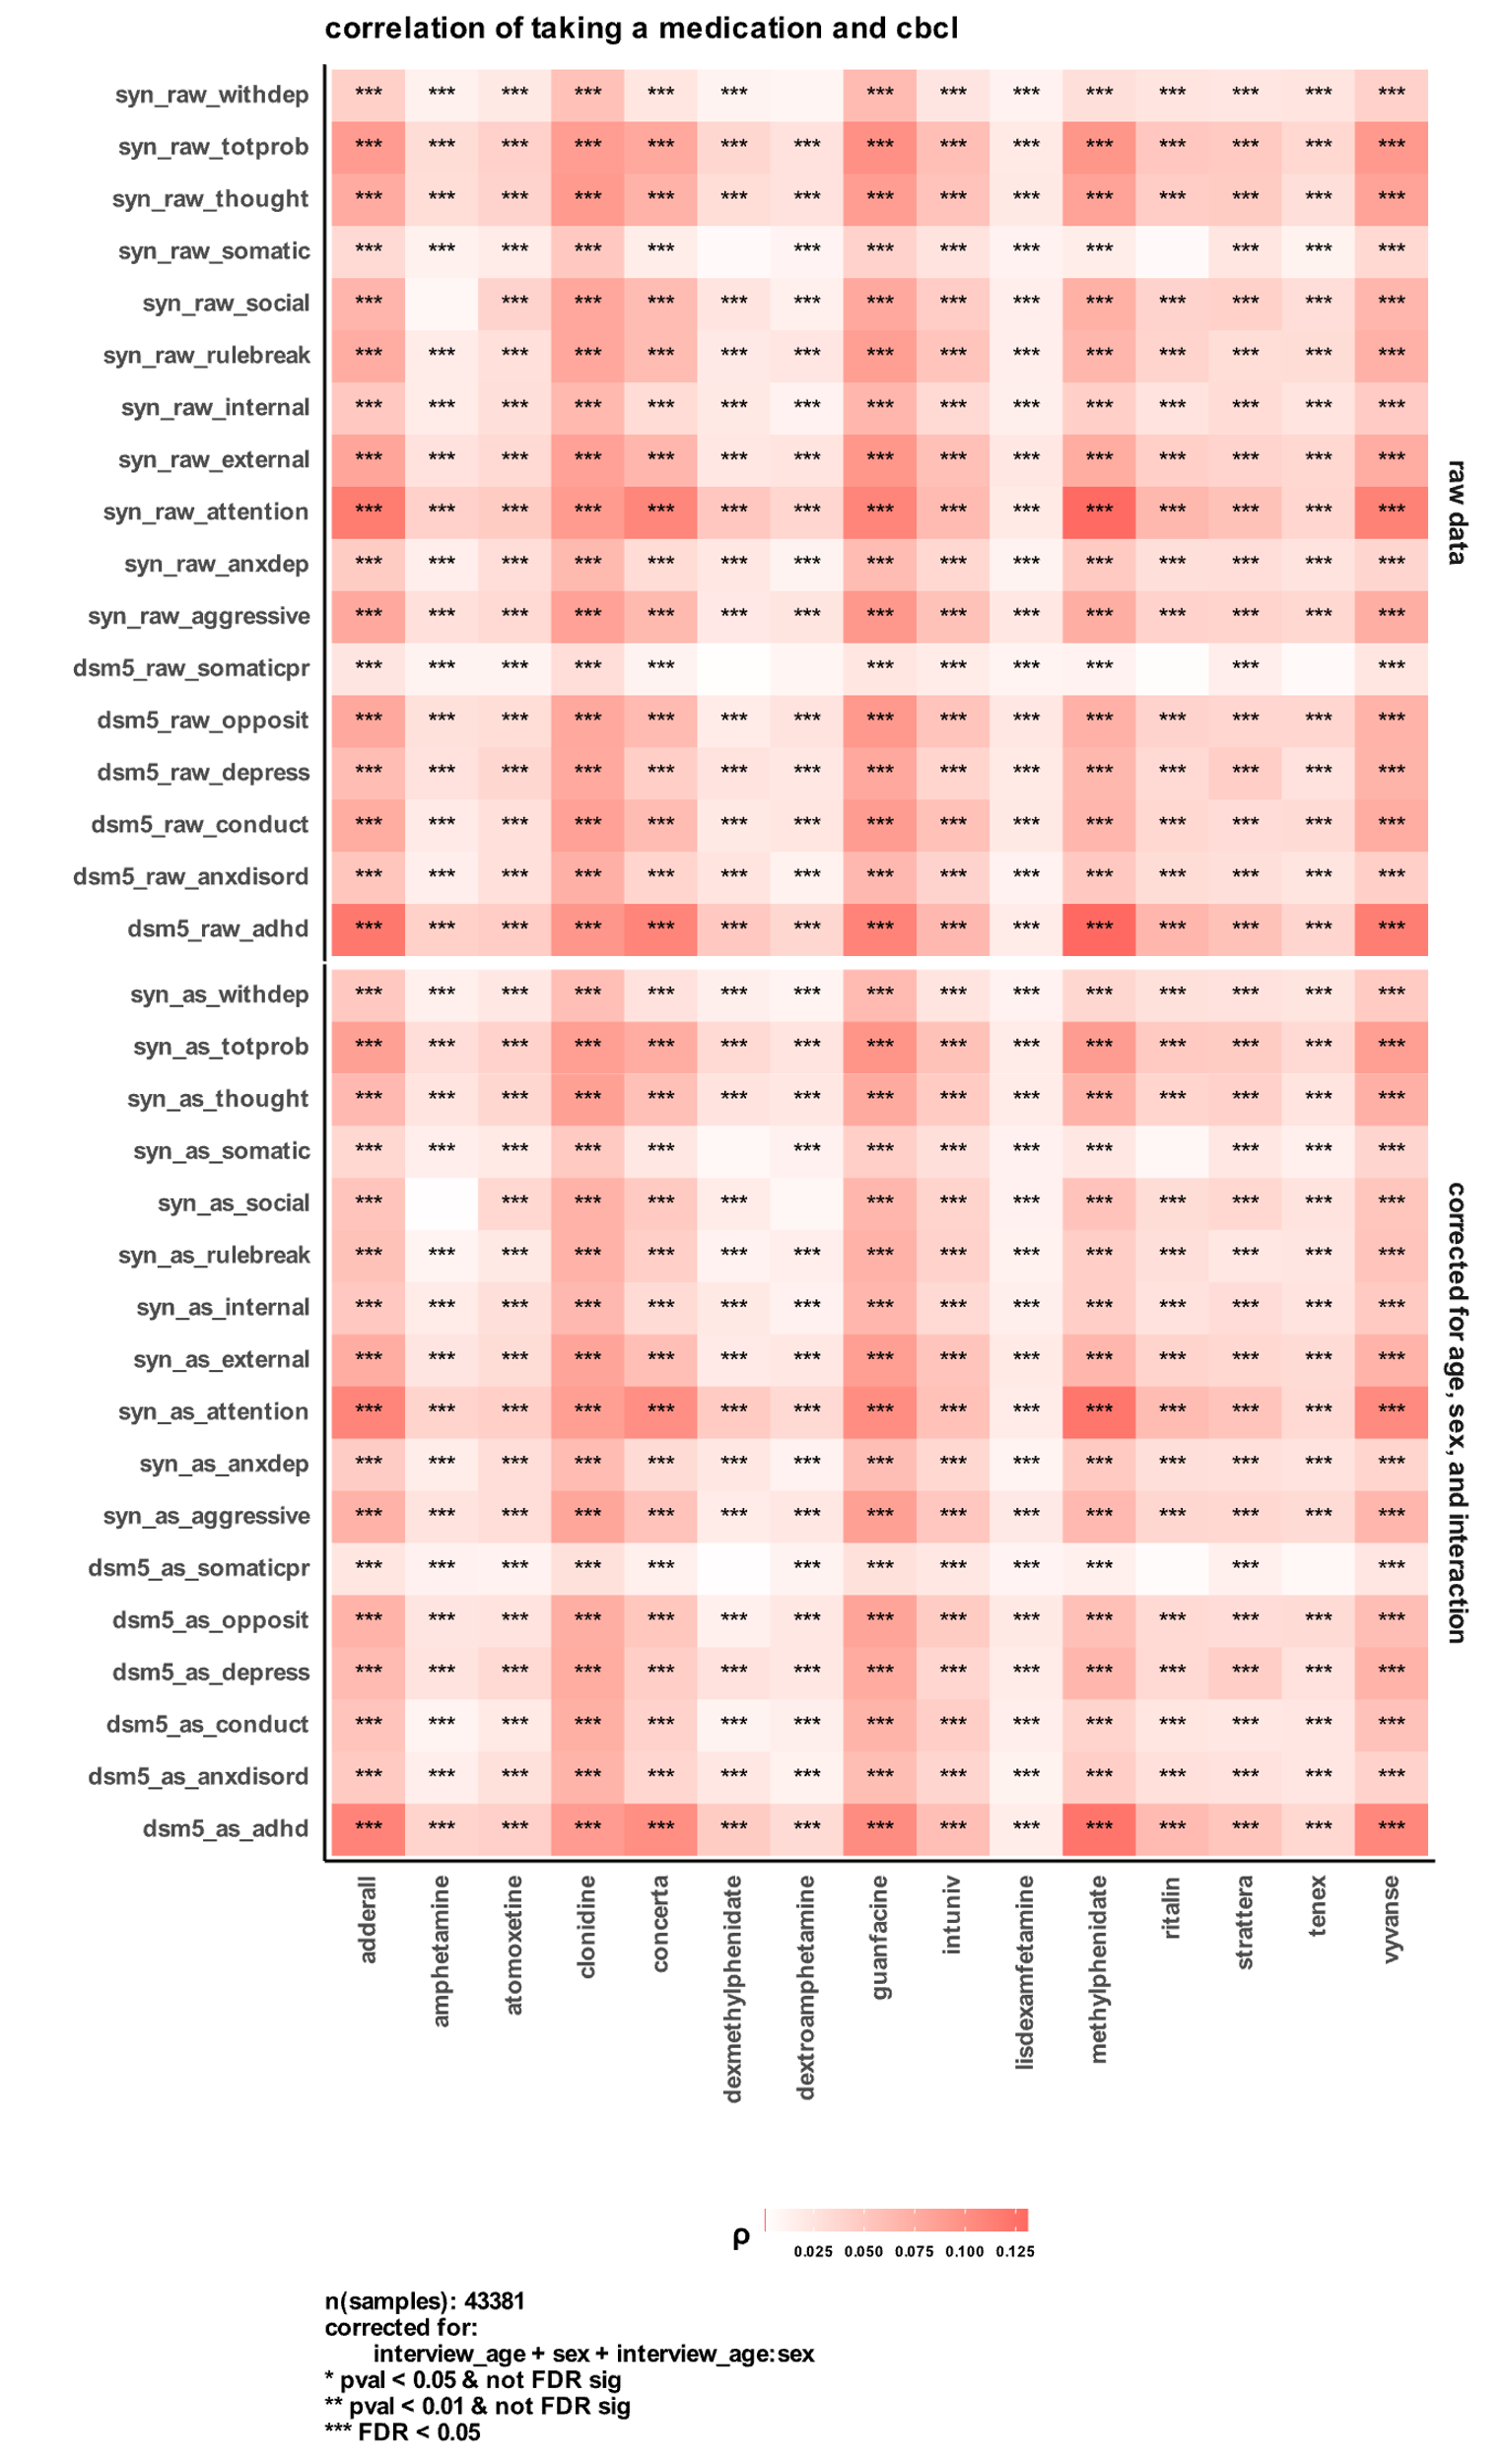 correlation of taking a medication and cbcl
syn_raw_withdep *** *** *** *** *** *** *** *** *** *** *** *** *** ***
syn_raw_totprob *** *** *** *** *** *** *** *** *** *** *** *** *** *** ***
syn_raw_thought *** *** *** *** *** *** *** *** *** *** *** *** *** *** ***
syn_raw_somatic *** *** *** *** *** *** *** *** *** *** *** *** ***
syn_raw_social *** *** *** *** *** *** *** *** *** *** *** *** *** ***
syn_raw_rulebreak *** *** *** *** *** *** *** *** *** *** *** *** *** *** ***
syn_raw_internal *** *** *** *** *** *** *** *** *** *** *** *** *** *** ***
syn_raw_external *** *** *** *** *** *** *** *** *** *** *** *** *** *** ***
syn_raw_attention *** *** *** *** *** *** *** *** *** *** *** *** *** *** ***
syn_raw_anxdep *** *** *** *** *** *** *** *** *** *** *** *** *** *** ***
syn_raw_aggressive *** *** *** *** *** *** *** *** *** *** *** *** *** *** ***
dsm5_raw_somaticpr *** *** *** *** *** *** *** *** *** *** ***
dsm5_raw_opposit *** *** *** *** *** *** *** *** *** *** *** *** *** *** ***
dsm5_raw_depress *** *** *** *** *** *** *** *** *** *** *** *** *** *** ***
dsm5_raw_conduct *** *** *** *** *** *** *** *** *** *** *** *** *** *** ***
dsm5_raw_anxdisord *** *** *** *** *** *** *** *** *** *** *** *** *** *** ***
dsm5_raw_adhd *** *** *** *** *** *** *** *** *** *** *** *** *** *** ***
raw data
syn_as_withdep *** *** *** *** *** *** *** *** *** *** *** *** *** *** ***
syn_as_totprob *** *** *** *** *** *** *** *** *** *** *** *** *** *** ***
syn_as_thought *** *** *** *** *** *** *** *** *** *** *** *** *** *** ***
syn_as_somatic *** *** *** *** *** *** *** *** *** *** *** *** ***
syn_as_social *** *** *** *** *** *** *** *** *** *** *** *** ***
syn_as_rulebreak *** *** *** *** *** *** *** *** *** *** *** *** *** *** ***
syn_as_internal *** *** *** *** *** *** *** *** *** *** *** *** *** *** ***
syn_as_external *** *** *** *** *** *** *** *** *** *** *** *** *** *** ***
syn_as_attention *** *** *** *** *** *** *** *** *** *** *** *** *** *** ***
syn_as_anxdep *** *** *** *** *** *** *** *** *** *** *** *** *** *** ***
syn_as_aggressive *** *** *** *** *** *** *** *** *** *** *** *** *** *** ***
dsm5_as_somaticpr *** *** *** *** *** *** *** *** *** *** *** ***
dsm5_as_opposit *** *** *** *** *** *** *** *** *** *** *** *** *** *** ***
dsm5_as_depress *** *** *** *** *** *** *** *** *** *** *** *** *** *** ***
dsm5_as_conduct *** *** *** *** *** *** *** *** *** *** *** *** *** *** ***
dsm5_as_anxdisord *** *** *** *** *** *** *** *** *** *** *** *** *** *** ***
dsm5_as_adhd *** *** *** *** *** *** *** *** *** *** *** *** *** *** ***
corrected for age, sex, and interaction
adderall
amphetamine
atomoxetine
clonidine
concerta
dexmethylphenidate
dextroamphetamine
guanfacine
intuniv
lisdexamfetamine
methylphenidate
ritalin
strattera
tenex
vyvanse
ρ
0.025 0.050 0.075 0.100 0.125
n(samples): 43381
corrected for:
interview_age + sex + interview_age:sex
* pval < 0.05 & not FDR sig
** pval < 0.01 & not FDR sig
*** FDR < 0.05